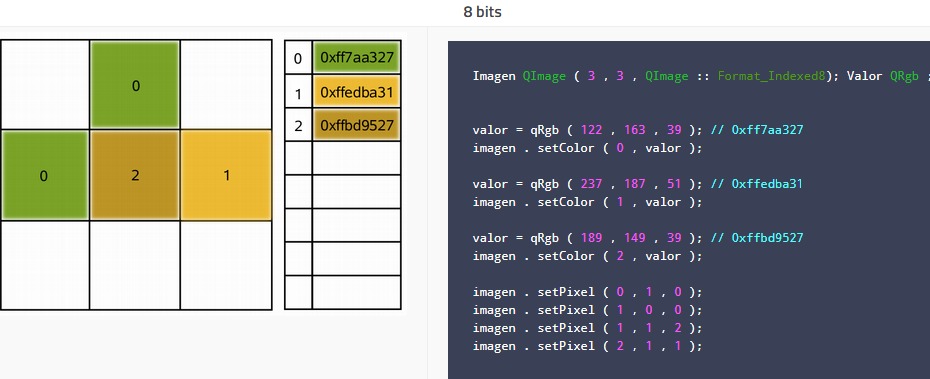 8 bits
0
0 2 1
0 0xff7aa327
1 0xffedba31
2 0xffbd9527
Imagen QImage ( 3 , 3 , QImage :: Format_Indexed8); Valor QRgb ;
valor = qRgb ( 122 , 163 , 39 ); // 0xff7aa327
imagen . setColor ( 0 , valor );
valor = qRgb ( 237 , 187 , 51 ); // 0xffedba31
imagen . setColor ( 1 , valor );
valor = qRgb ( 189 , 149 , 39 ); // 0xffbd9527
imagen . setColor ( 2 , valor );
imagen . setPixel ( 0 , 1 , 0 );
imagen . setPixel ( 1 , 0 , 0 );
imagen . setPixel ( 1 , 1 , 2 );
imagen . setPixel ( 2 , 1 , 1 );